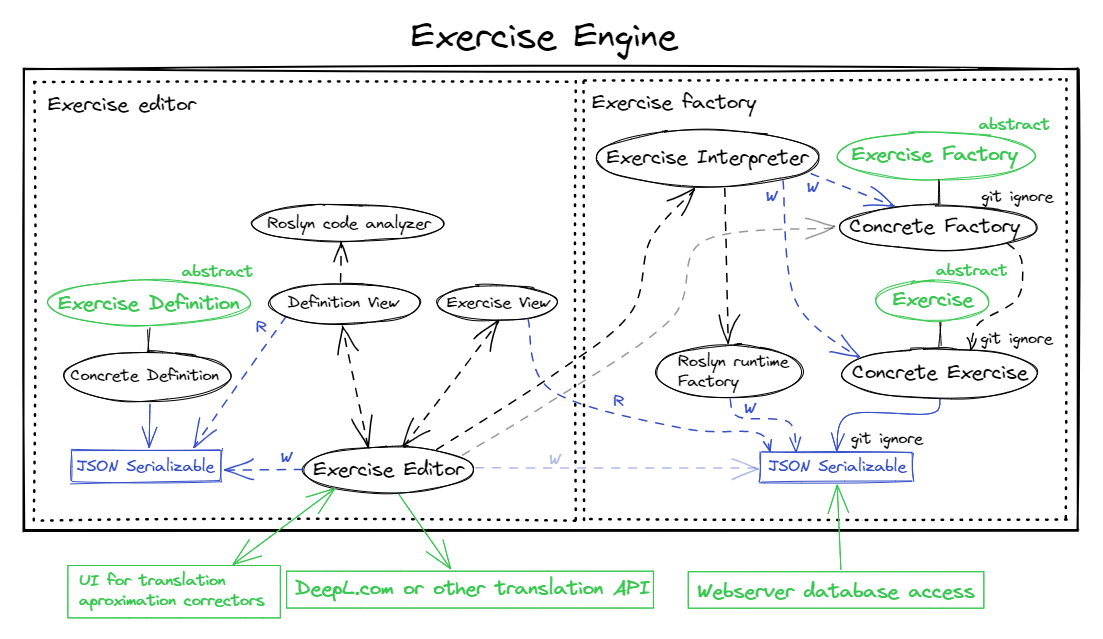 Exercise Engine
Exercise editor
Exercise factory
abstract
Exercise Interpreter
Exercise Factory
W
W
git ignore
Roslyn code analyzer
Concrete Factory
abstract
abstract
Exercise Definition
Definition View
Exercise View
Exercise
R
git ignore
Concrete Definition
Roslyn runtime
Factory
Concrete Exercise
R
W
git ignore
JSON Serializable
W
Exercise Editor
W
JSON Serializable
UI for translation
aproximation correctors
DeepL.com or other translation API
Webserver database access